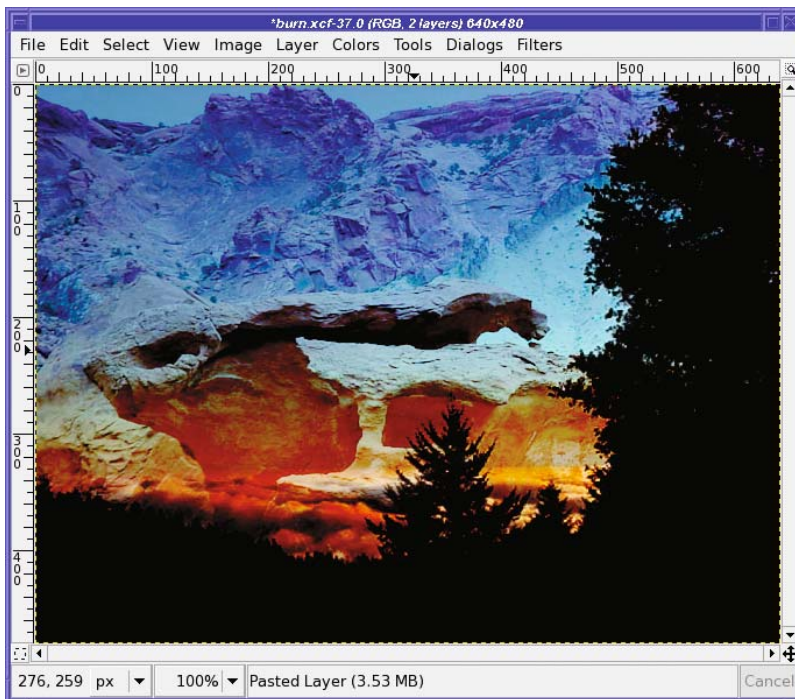 *burn.xcf-37.0 (RGB, 2 layers) 640x480
File Edit Select View Image Layer Colors Tools Dialogs Filters
0 100 200 300 400 500 600
0
100
200
300
400
276, 259 px 100% Pasted Layer (3.53 MB) Cancel